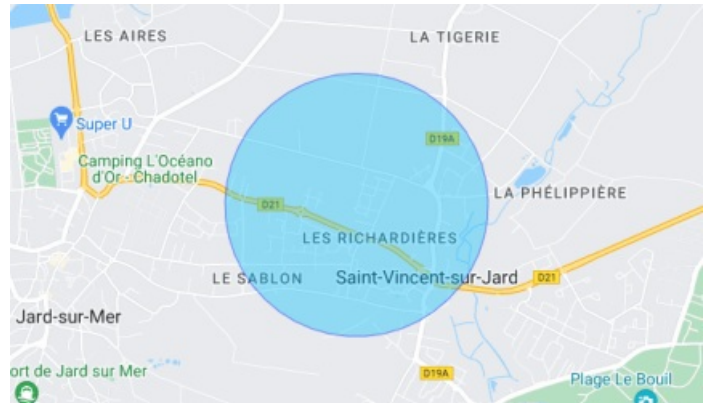 LES AIRES
LA TIGERIE
Super U
D19A
Camping L'Océano
d'Or - Chadotel
LA PHÉLIPPIÈRE
D21
LES RICHARDIÈRES
LE SABLON
Saint-Vincent-sur-Jard
D21
Jard-sur-Mer
ort de Jard sur Mer
D19A
Plage Le Bouil